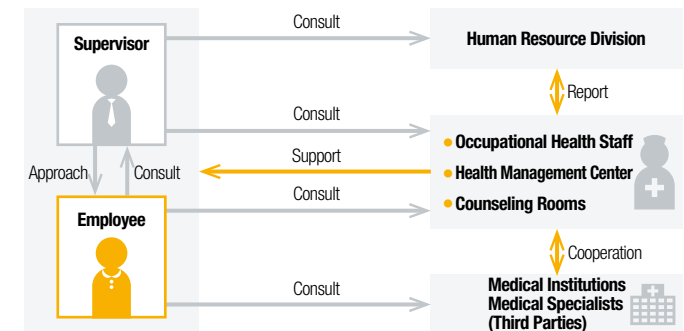 Consult
Supervisor
Human Resource Division
Report
Consult
Occupational Health Staff
Support
Health Management Center
Approach
Consult
Consult
Counseling Rooms
Employee
Cooperation
Consult
Medical Institutions
Medical Specialists
(Third Parties)